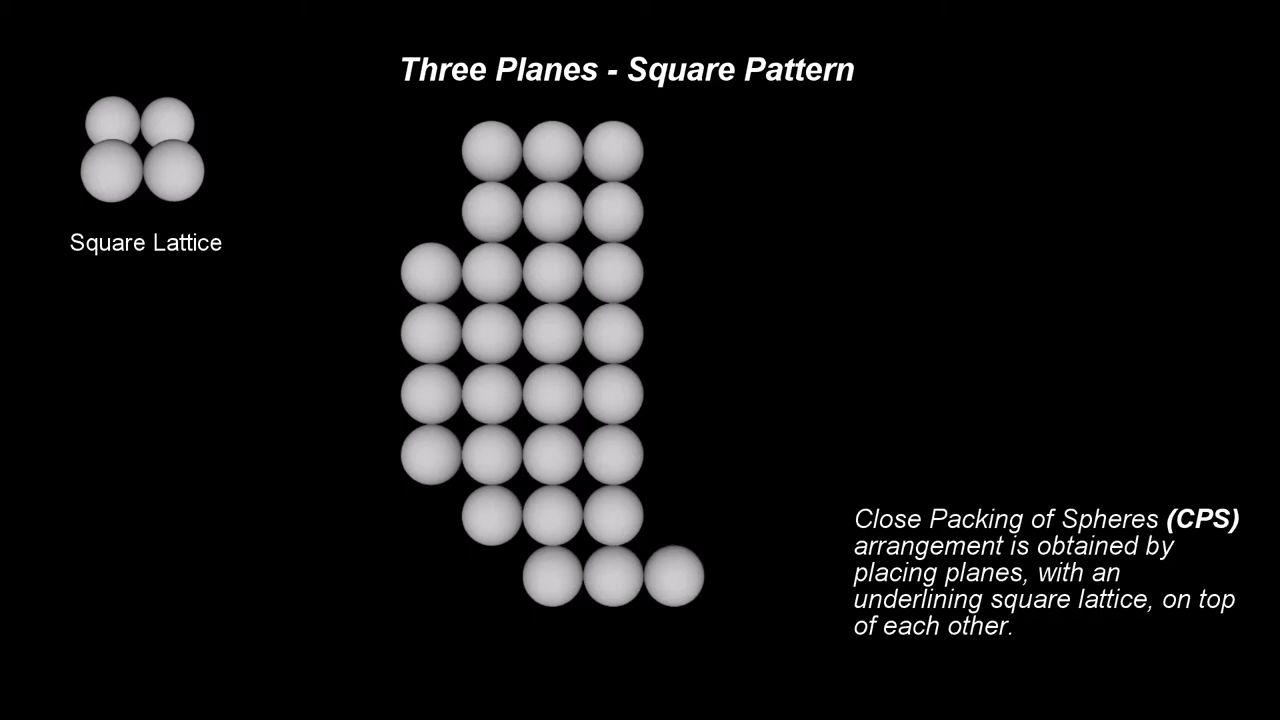 Three Planes - Square Pattern
Square Lattice
Close Packing of Spheres (CPS)
arrangement is obtained by
placing planes, with an
underlining square lattice, on top
of each other.